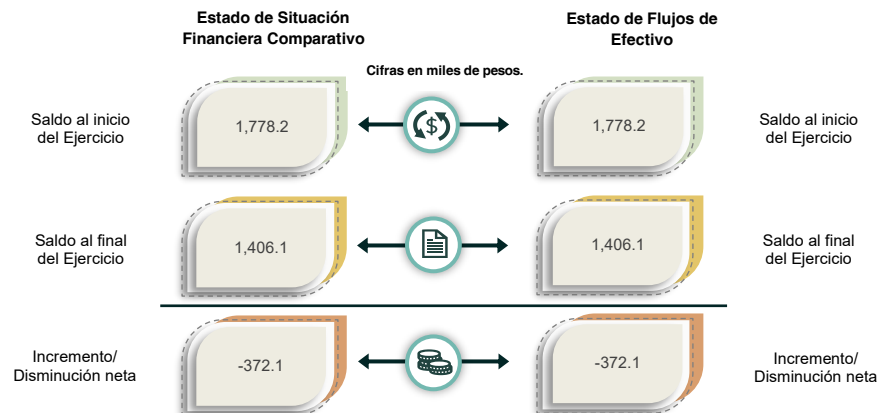 Estado de Situación
Financiera Comparativo
Estado de Flujos de
Efectivo
Cifras en miles de pesos.
Saldo al inicio
del Ejercicio
1,778.2
$
1,778.2
Saldo al inicio
del Ejercicio
Saldo al final
del Ejercicio
1,406.1
1,406.1
Saldo al final
del Ejercicio
Incremento/
Disminución neta
-372.1
-372.1
Incremento/
Disminución neta